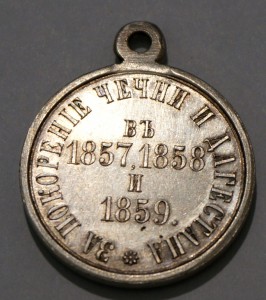 ЗА ПОКОРЕНІЕ ЧЕЧНИ И ДАГЕСТАНА
ВЪ
1857, 1858
И
1859.